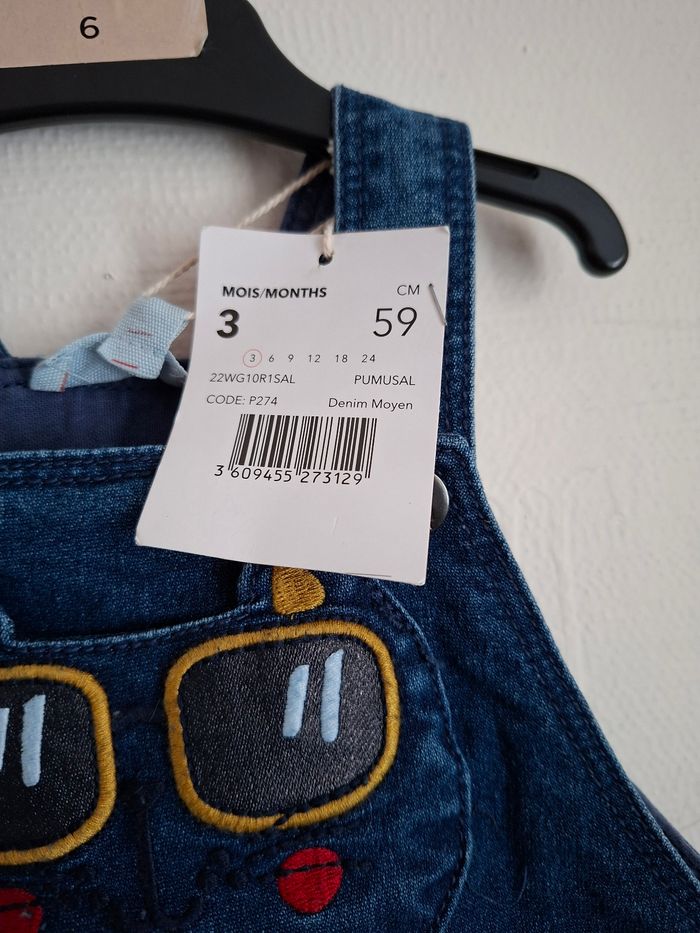 6
MOIS/MONTHS
CM
3
59
3 6 9 12 18 24
22WG10R1SAL
PUMUSAL
CODE: P274
Denim Moyen
3 609455 273129